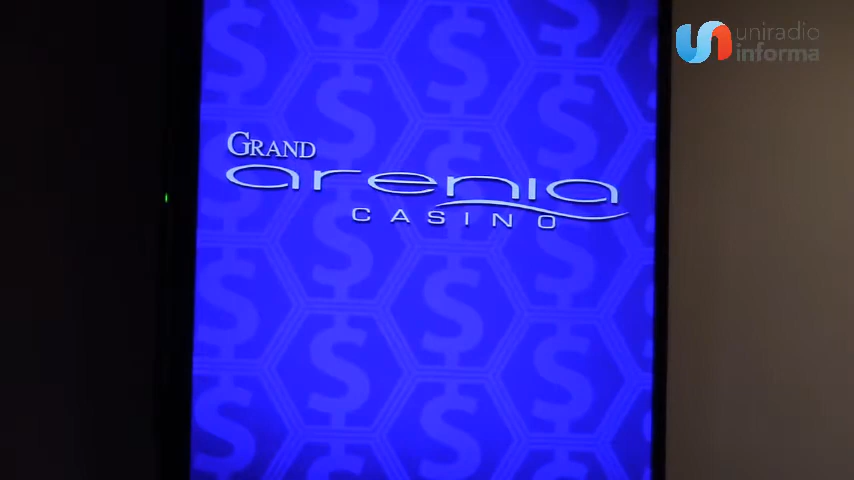 uniradio
informa
GRAND
arenia
CASINO